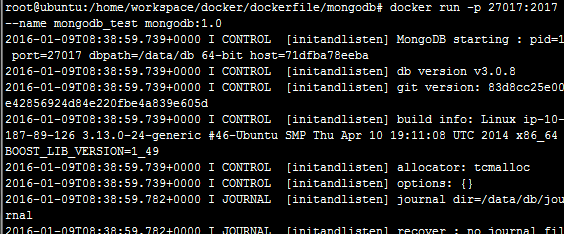 root@ubuntu:/home/workspace/docker/dockerfile/mongodb# docker run -p 27017:2017
--name mongodb_test mongodb:1.0
2016-01-09T08:38:59.739+0000 I CONTROL  [initandlisten] MongoDB starting : pid=1
 port=27017 dbpath=/data/db 64-bit host=71dfba78eeba
2016-01-09T08:38:59.739+0000 I CONTROL  [initandlisten] db version v3.0.8
2016-01-09T08:38:59.739+0000 I CONTROL  [initandlisten] git version: 83d8cc25e00
e42856924d84e220fbe4a839e605d
2016-01-09T08:38:59.739+0000 I CONTROL  [initandlisten] build info: Linux ip-10-
187-89-126 3.13.0-24-generic #46-Ubuntu SMP Thu Apr 10 19:11:08 UTC 2014 x86_64
BOOST_LIB_VERSION=1_49
2016-01-09T08:38:59.739+0000 I CONTROL  [initandlisten] allocator: tcmalloc
2016-01-09T08:38:59.739+0000 I CONTROL  [initandlisten] options: {}
2016-01-09T08:38:59.782+0000 I JOURNAL  [initandlisten] journal dir=/data/db/jou
rnal
2016-01-09T08:38:59.782+0000 I JOURNAL  [initandlisten] recover : no journal fil